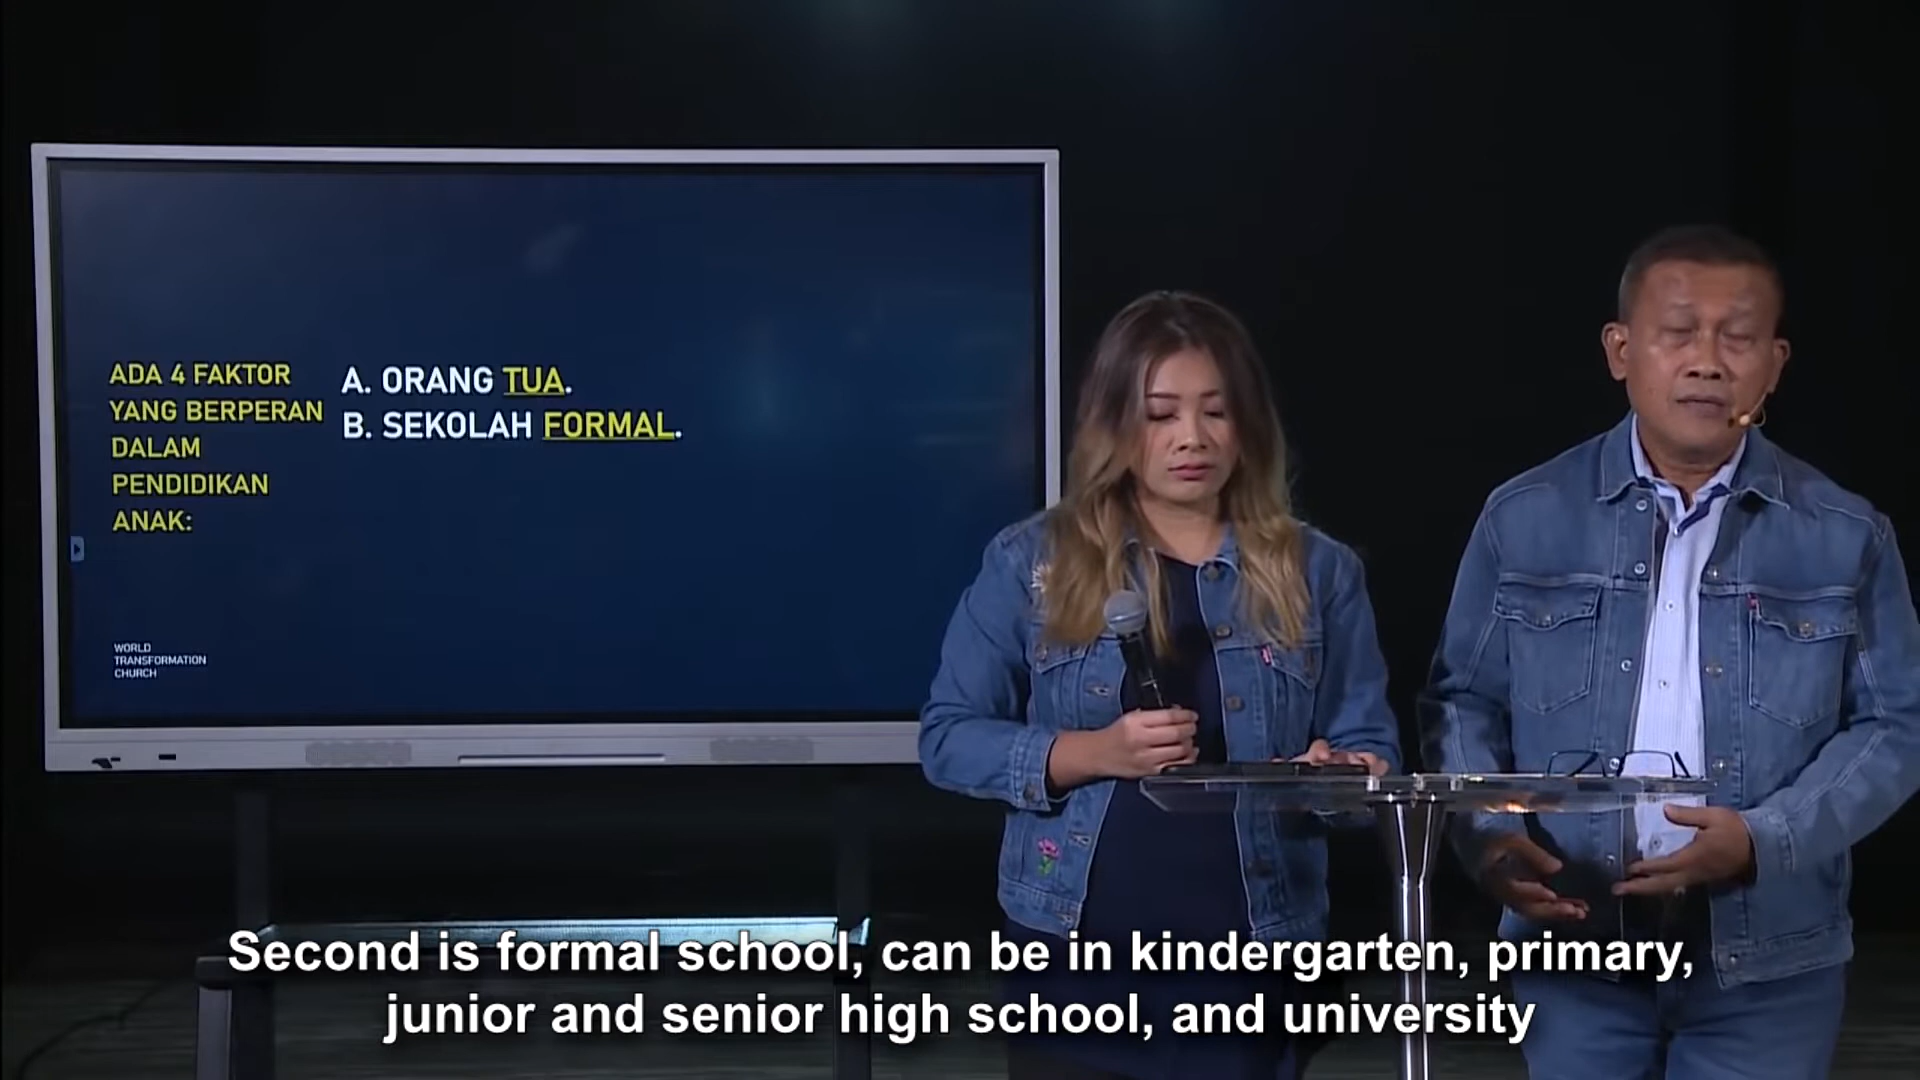 ADA 4 FAKTOR
YANG BERPERAN
DALAM
PENDIDIKAN
ANAK:
A. ORANG TUA.
B. SEKOLAH FORMAL.
WORLD
TRANSFORMATION
CHURCH
Second is formal school, can be in kindergarten, primary,
junior and senior high school, and university